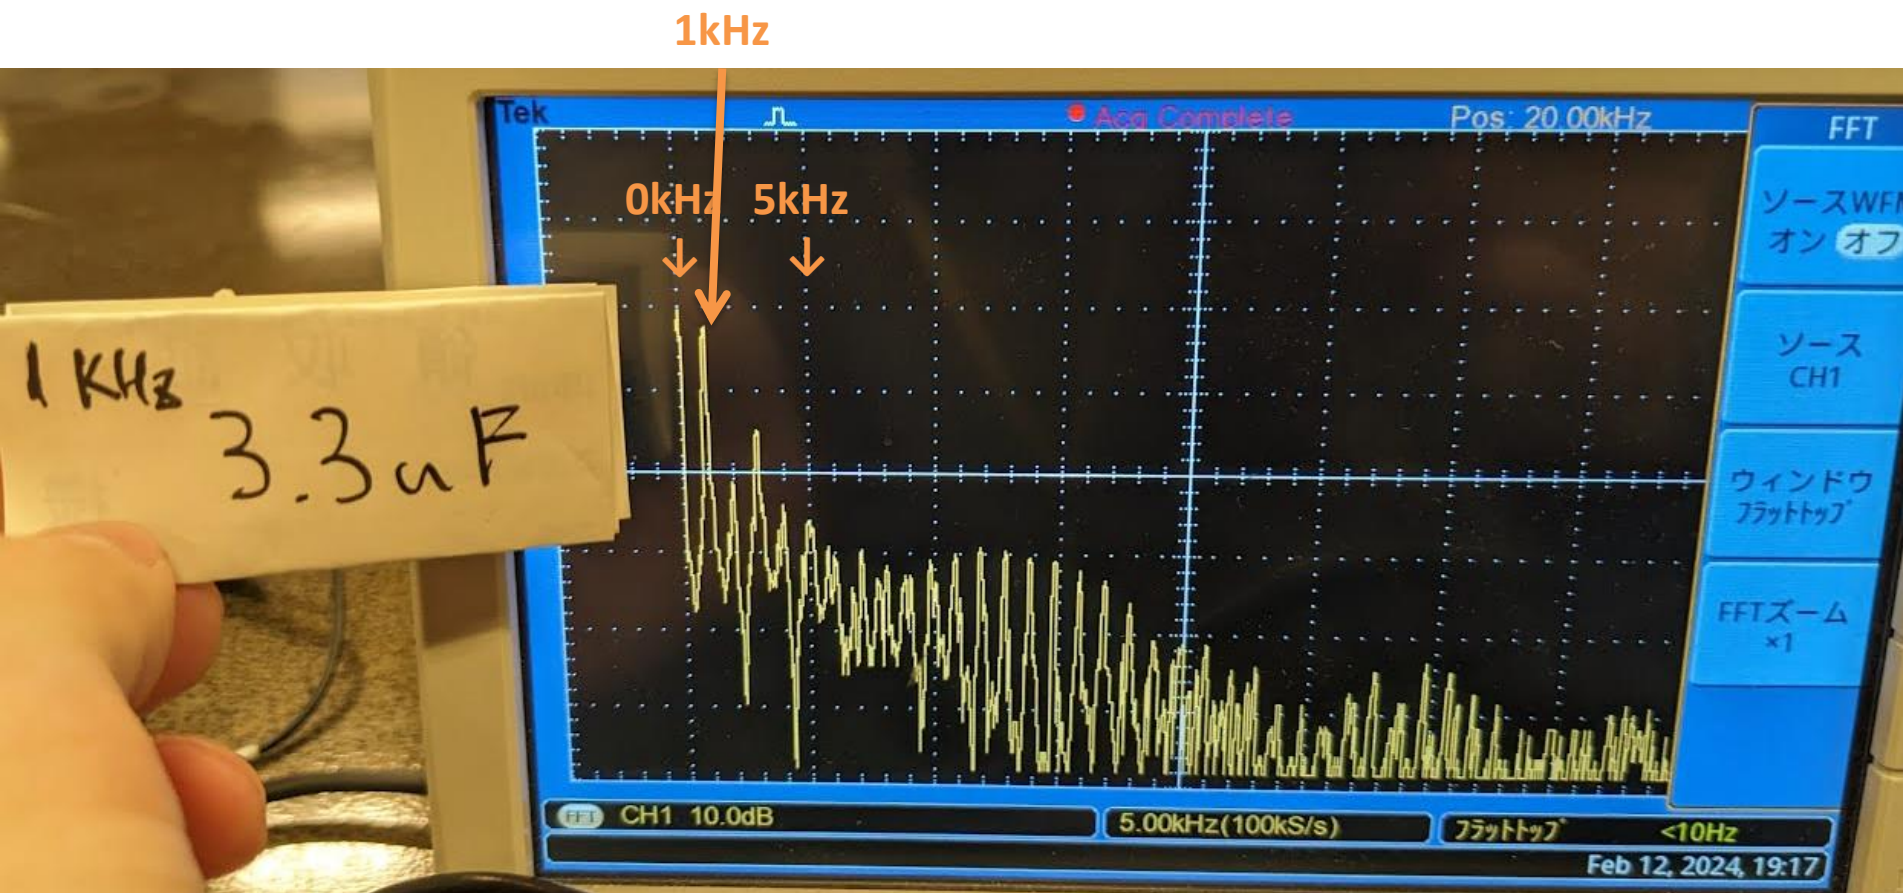 1kHz
Tek
Acq Complete
Pos: 20.00kHz
FFT
0kHz
5kHz
ソースWFM
オン オフ
ソース
CH1
1 KHz
3.3uF
ウィンドウ
フラットトップ
FFTズーム
×1
FFT CH1 10.0dB
5.00kHz(100kS/s)
フラットトップ
<10Hz
Feb 12, 2024, 19:17